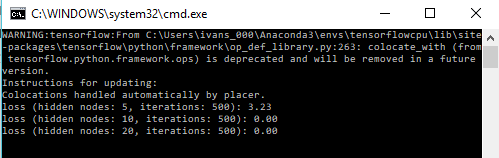 C:\WINDOWS\system32\cmd.exe
WARNING:tensorflow:From C:\Users\ivans_000\Anaconda3\envs\tensorflowcpu\lib\site
-packages\tensorflow\python\framework\op_def_library.py:263: colocate_with (from
 tensorflow.python.framework.ops) is deprecated and will be removed in a future
version.
Instructions for updating:
Colocations handled automatically by placer.
loss (hidden nodes: 5, iterations: 500): 3.23
loss (hidden nodes: 10, iterations: 500): 0.00
loss (hidden nodes: 20, iterations: 500): 0.00